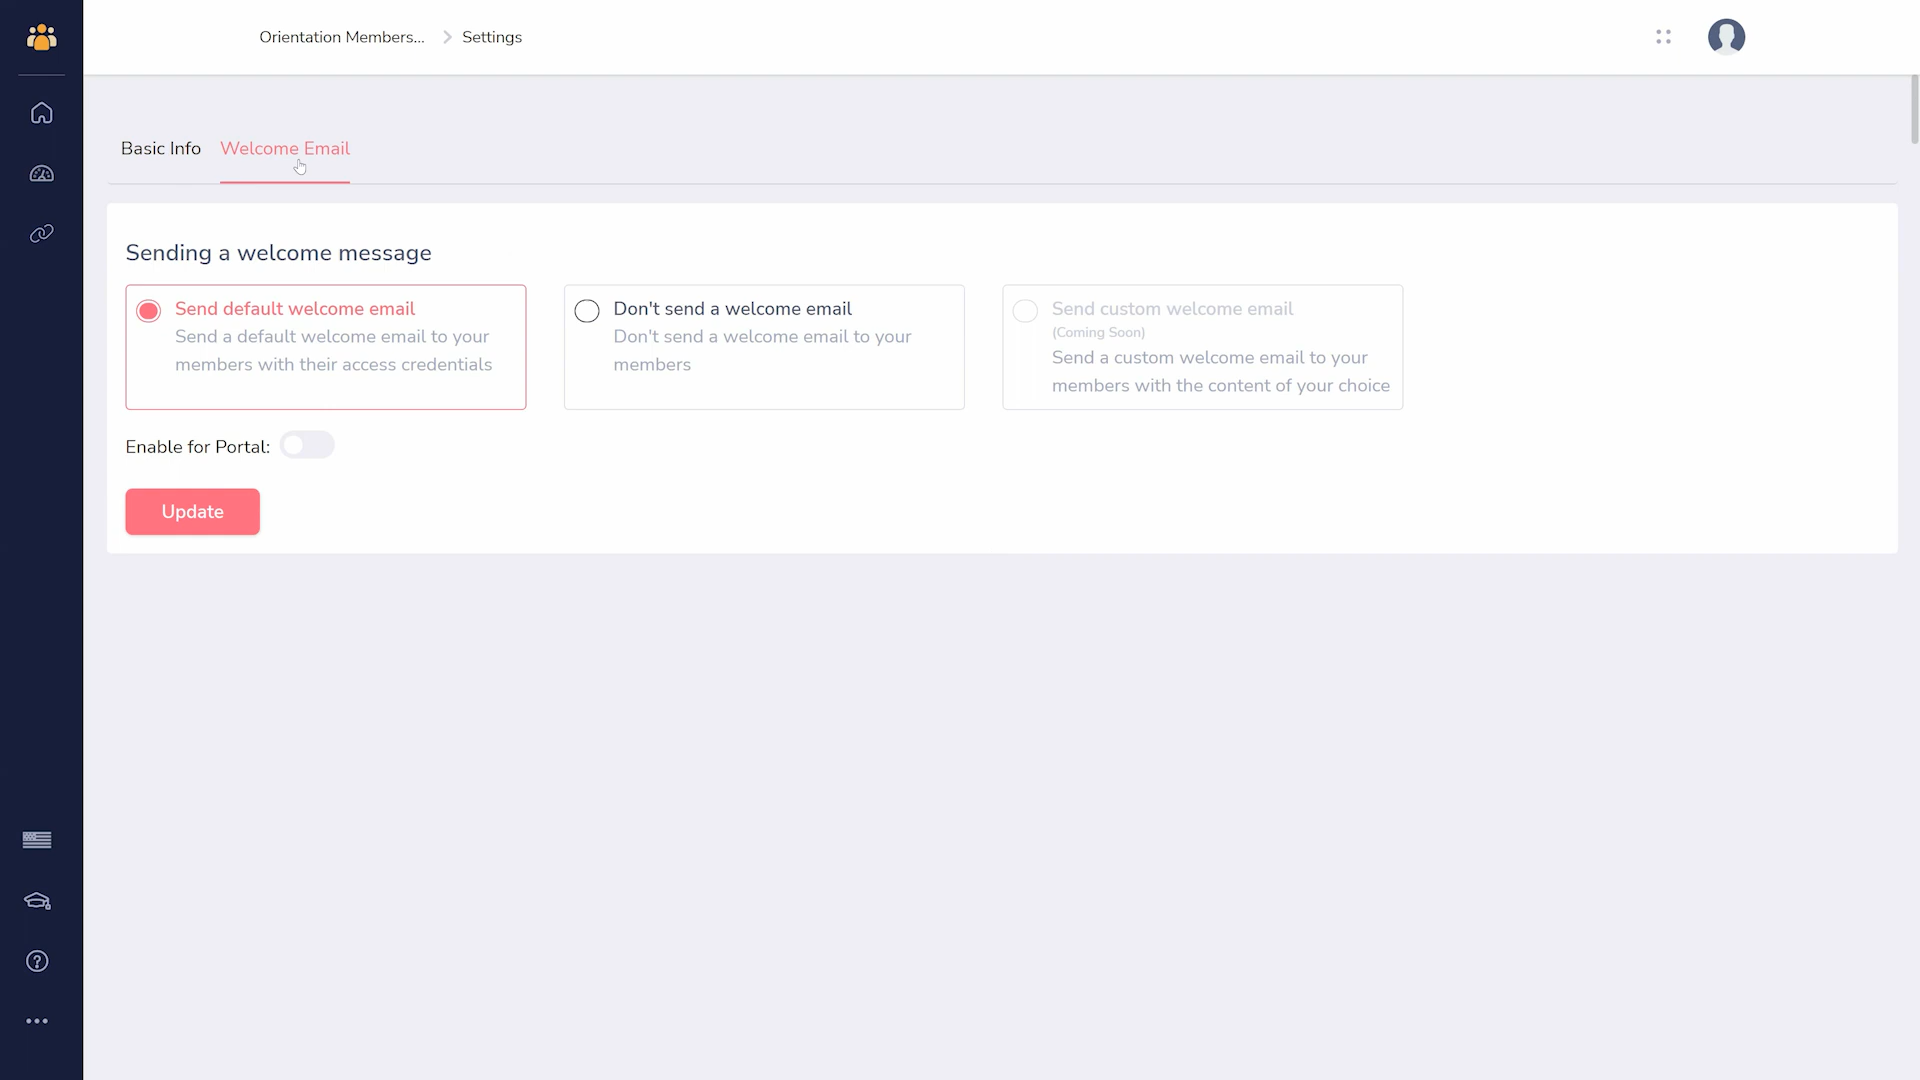 Orientation Members... > Settings
Basic Info Welcome Email
Sending a welcome message
Send default welcome email
Send a default welcome email to your
members with their access credentials
Don't send a welcome email
Don't send a welcome email to your
members
Send custom welcome email
(Coming Soon)
Send a custom welcome email to your
members with the content of your choice
Enable for Portal:
Update